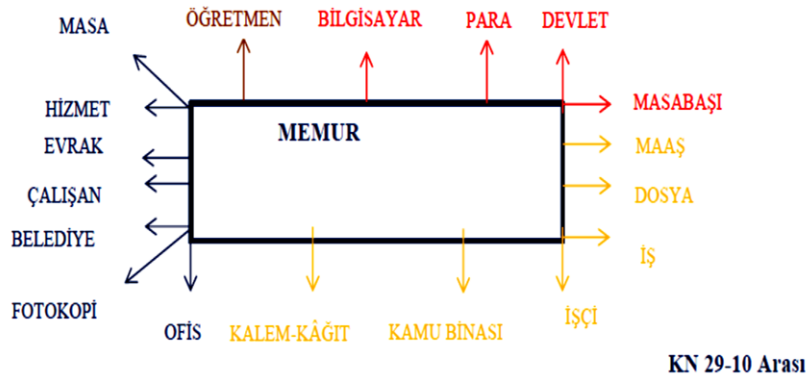 MASA
ÖĞRETMEN
BİLGİSAYAR
PARA
DEVLET
HİZMET
MASABAŞI
MEMUR
EVRAK
MAAŞ
ÇALIŞAN
DOSYA
BELEDİYE
İŞ
FOTOKOPİ
OFİS
KALEM-KÂĞIT
KAMU BİNASI
İŞÇİ
KN 29-10 Arası